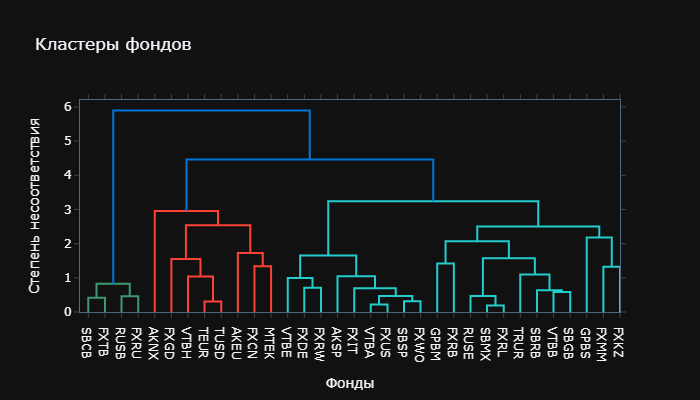 Кластеры фондов
Степень несоответствия
6
5
4
3
2
1
0
SBCB
FXTB
RUSB
FXRU
AKNX
FXGD
VTBH
TEUR
TUSD
AKEU
FXCN
MTEK
VTBE
FXDE
FXRW
AKSP
FXIT
VTBA
FXUS
SBSP
FXWO
GPBM
FXRB
RUSE
SBMX
FXRL
TRUR
SBRB
VTBB
SBGB
GPBS
FXMM
FXKZ
Фонды